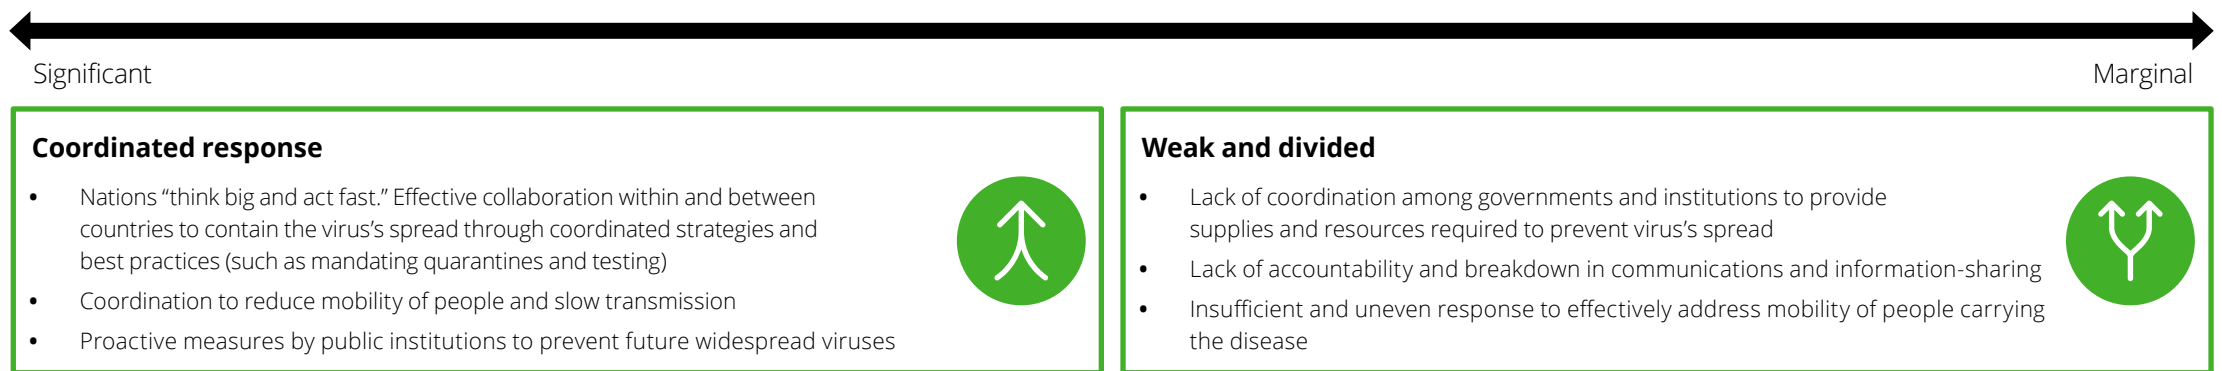 Significant
Marginal
Coordinated response
• Nations “think big and act fast.” Effective collaboration within and between
countries to contain the virus’s spread through coordinated strategies and
best practices (such as mandating quarantines and testing)
• Coordination to reduce mobility of people and slow transmission
• Proactive measures by public institutions to prevent future widespread viruses
Weak and divided
• Lack of coordination among governments and institutions to provide
supplies and resources required to prevent virus’s spread
• Lack of accountability and breakdown in communications and information-sharing
• Insufficient and uneven response to effectively address mobility of people carrying
the disease